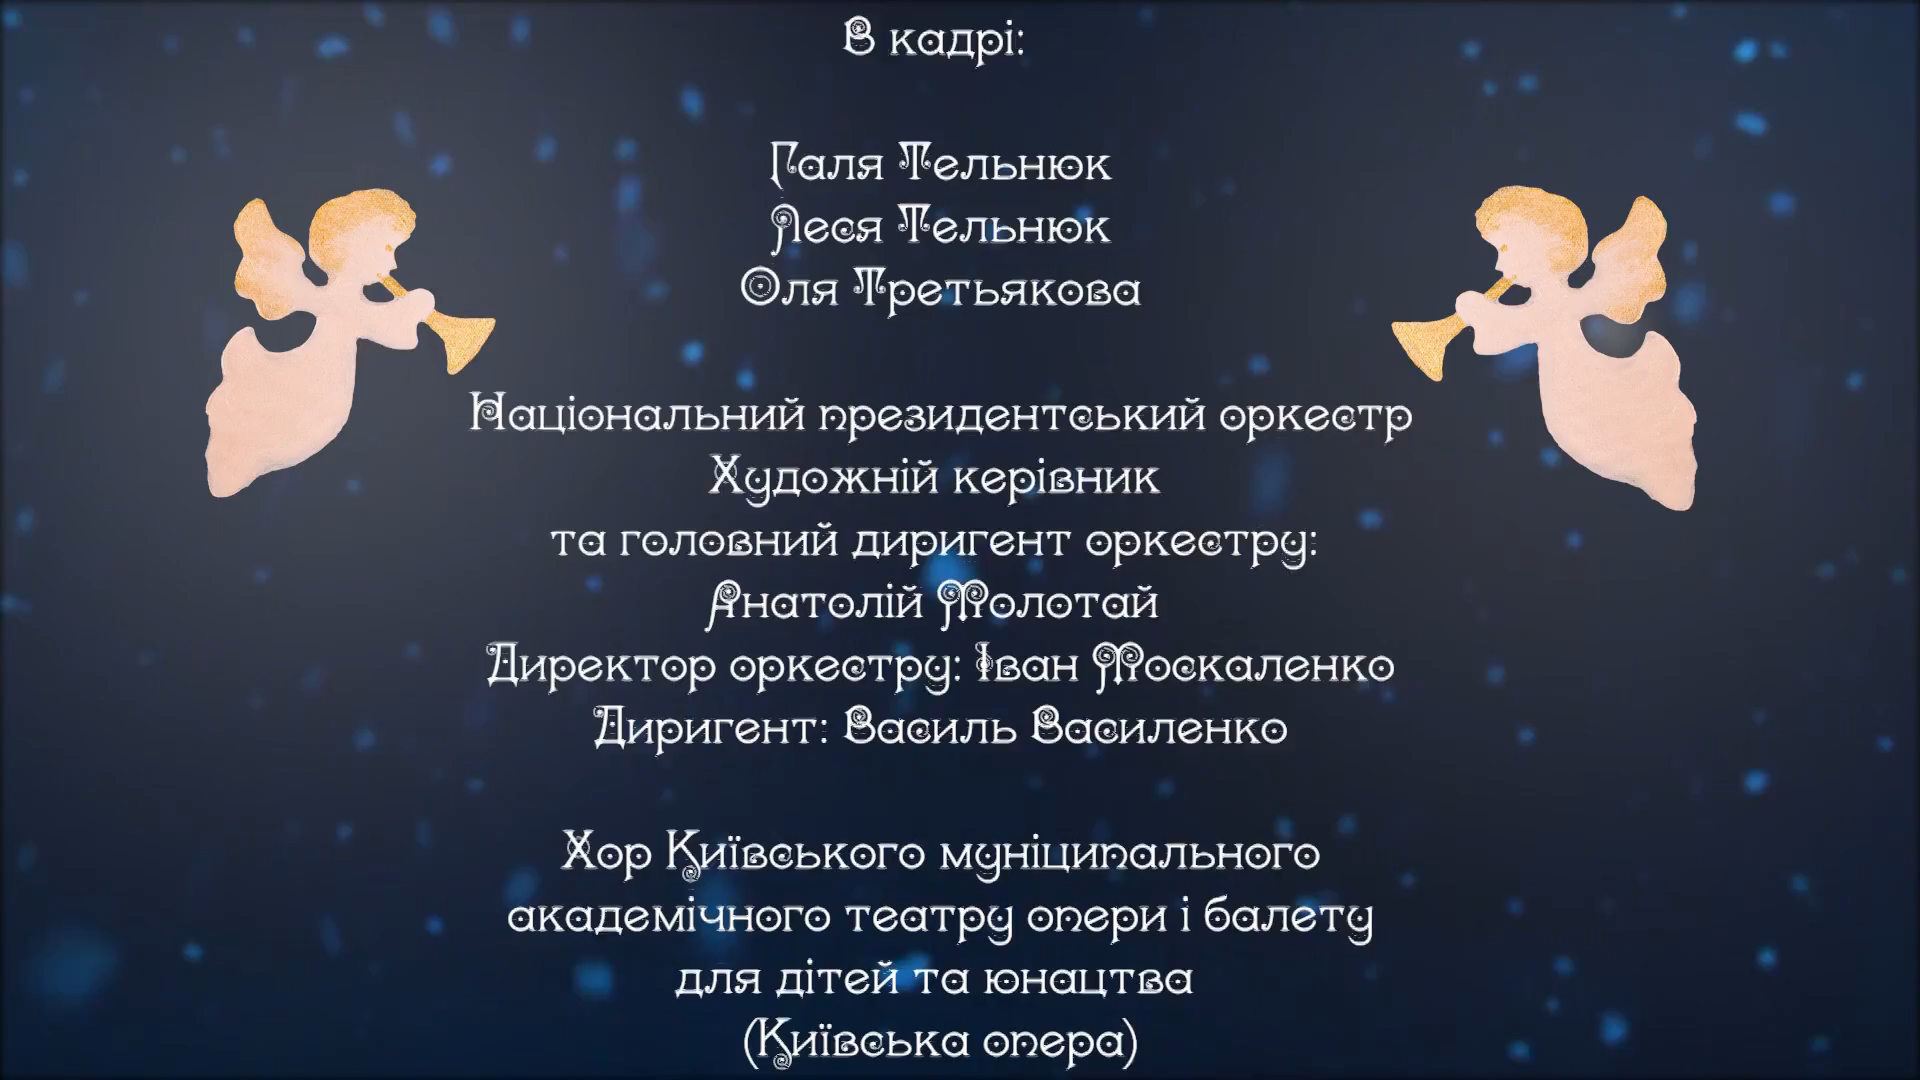 В кадрі:
Галя Тельнюк
Леся Тельнюк
Оля Третьякова
Національний президентський оркестр
Художній керівник
та головний диригент оркестру:
Анатолій Молотай
Директор оркестру: Іван Москаленко
Диригент: Василь Василенко
Хор Київського муніципального
академічного театру опери і балету
для дітей та юнацтва
(Київська опера)